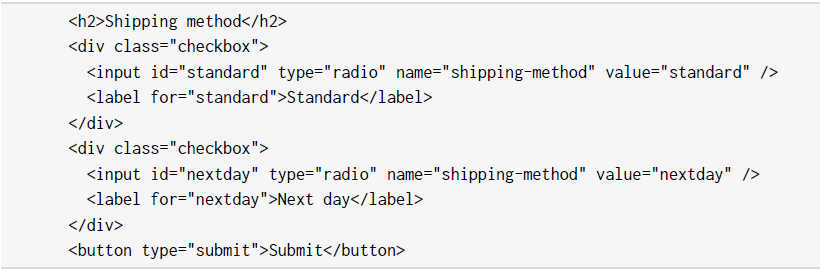 <h2>Shipping method</h2>
<div class="checkbox">
<input id="standard" type="radio" name="shipping-method" value="standard" />
<label for="standard">Standard</label>
</div>
<div class="checkbox">
<input id="nextday" type="radio" name="shipping-method" value="nextday" />
<label for="nextday">Next day</label>
</div>
<button type="submit">Submit</button>